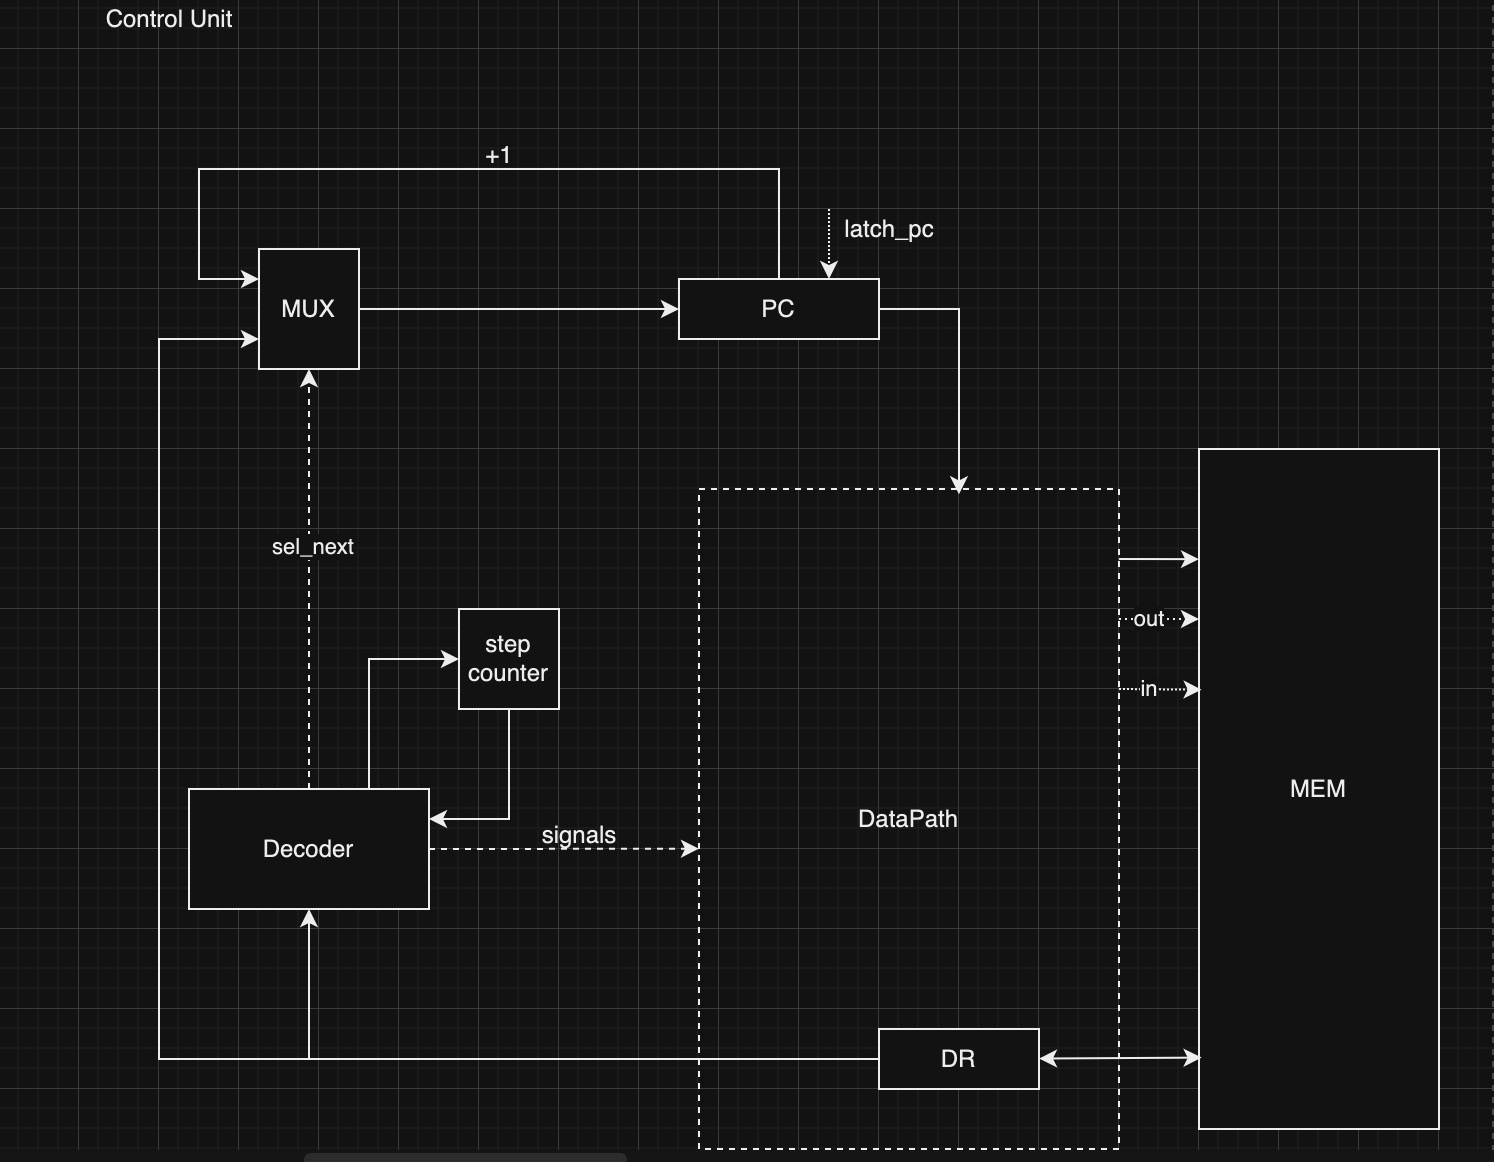 Control Unit
+1
latch_pc
MUX
PC
sel_next
step
counter
out
in
MEM
DataPath
signals
Decoder
DR